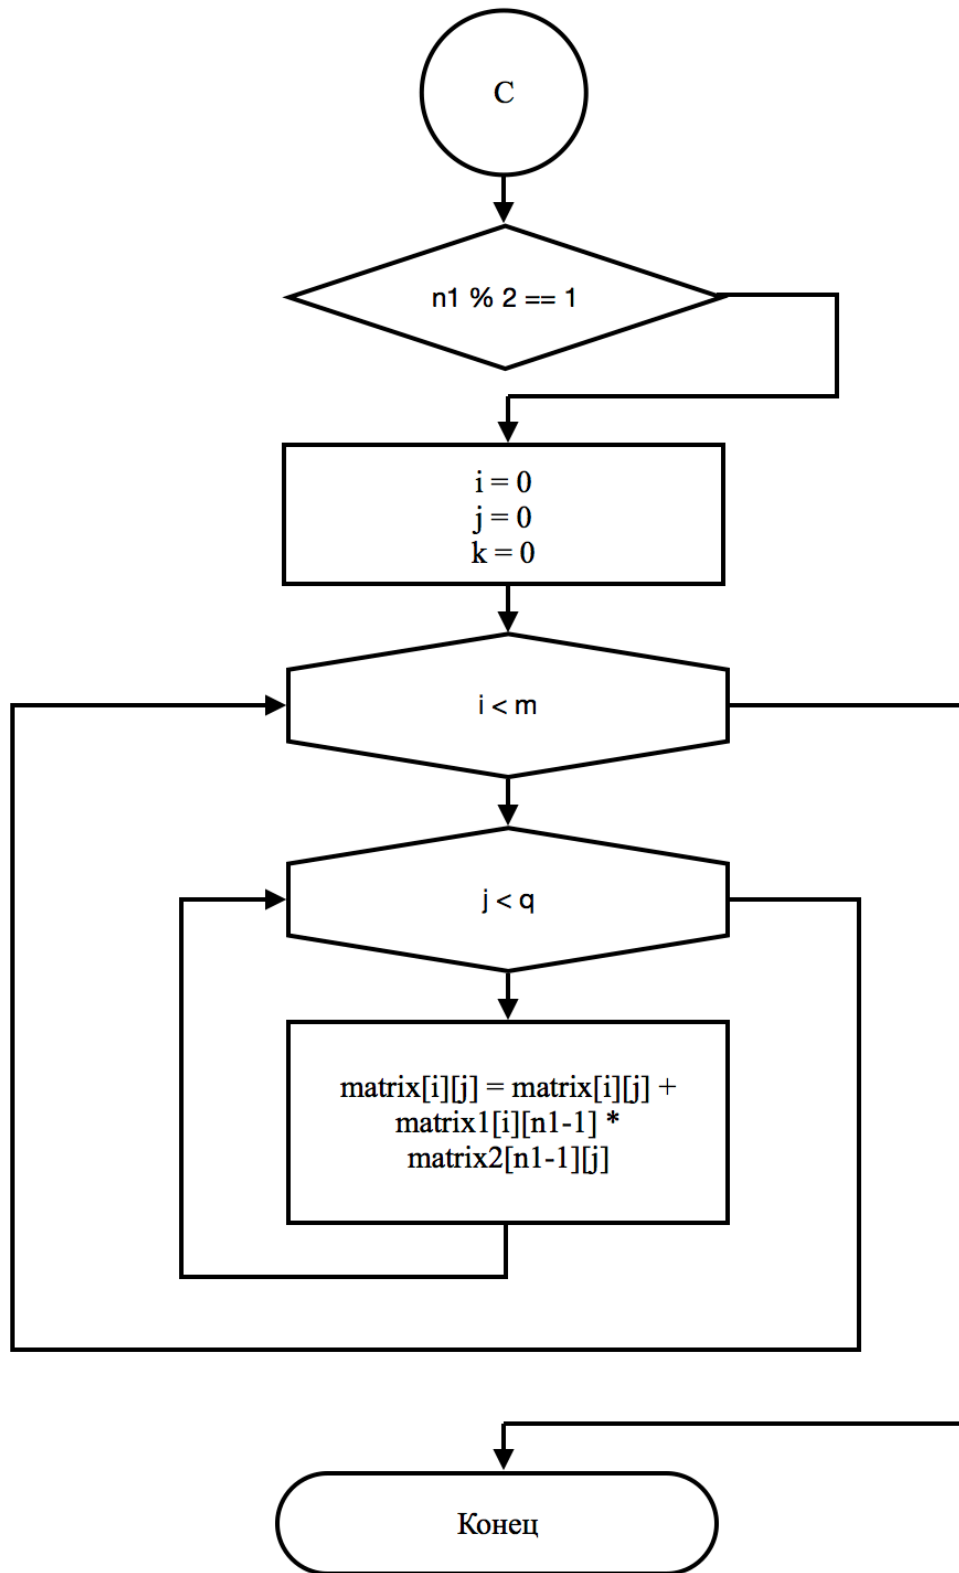 C
n1 % 2 == 1
i = 0
j = 0
k = 0
i < m
j < q
matrix[i][j] = matrix[i][j] +
matrix1[i][n1-1] *
matrix2[n1-1][j]
Конец